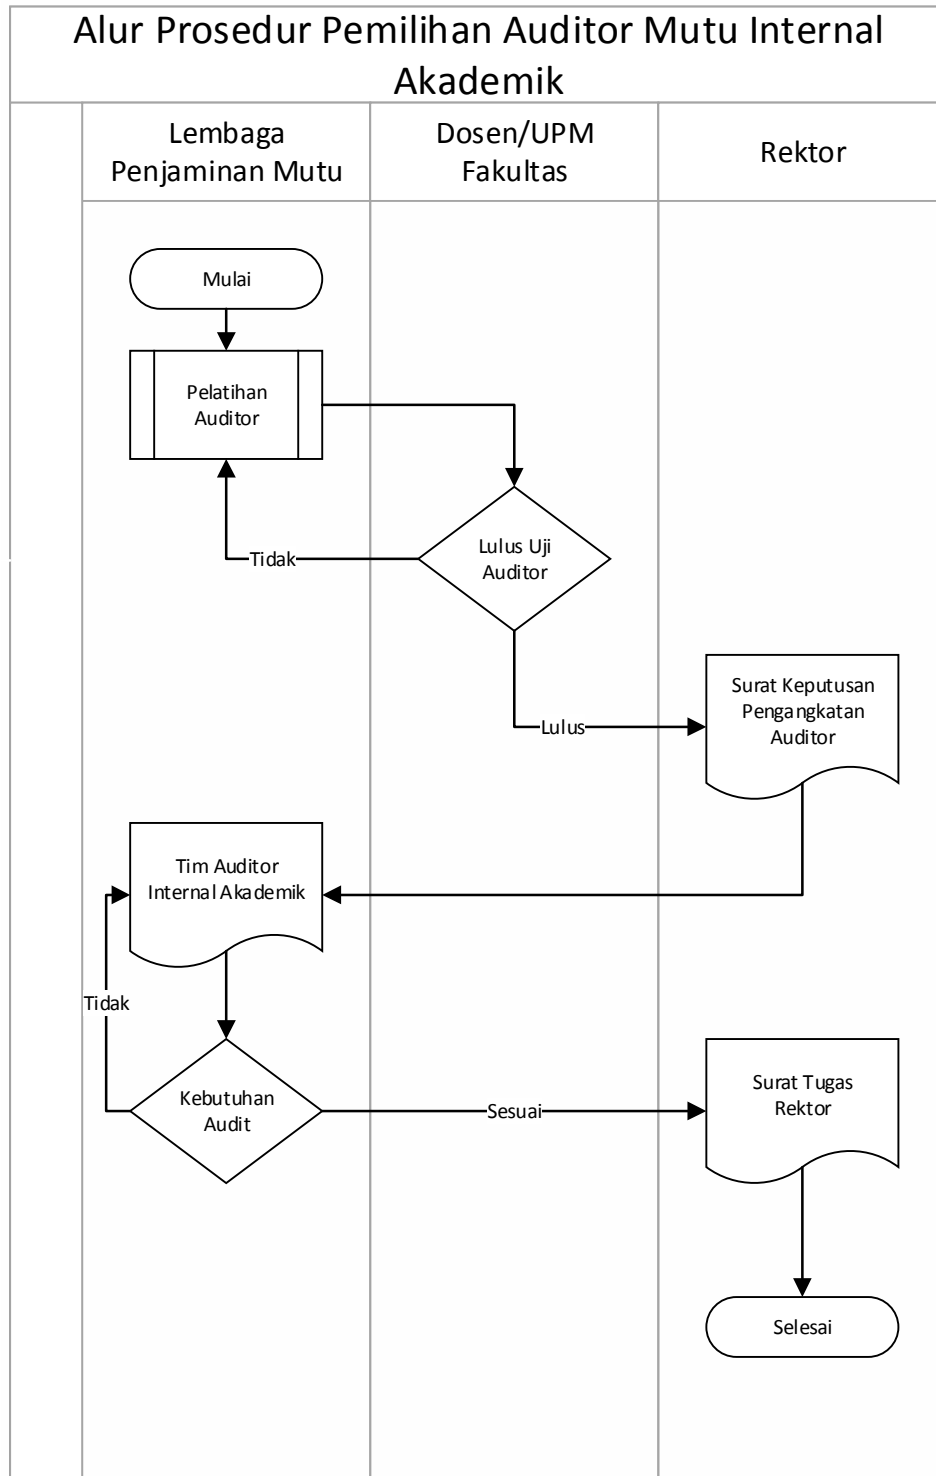 Alur Prosedur Pemilihan Auditor Mutu Internal
Akademik
Lembaga
Penjaminan Mutu
Dosen/UPM
Fakultas
Rektor
Mulai
Pelatihan
Auditor
Lulus Uji
Auditor
Tidak
Surat Keputusan
Pengangkatan
Auditor
Lulus
Tim Auditor
Internal Akademik
Tidak
Kebutuhan
Audit
Sesuai
Surat Tugas
Rektor
Selesai